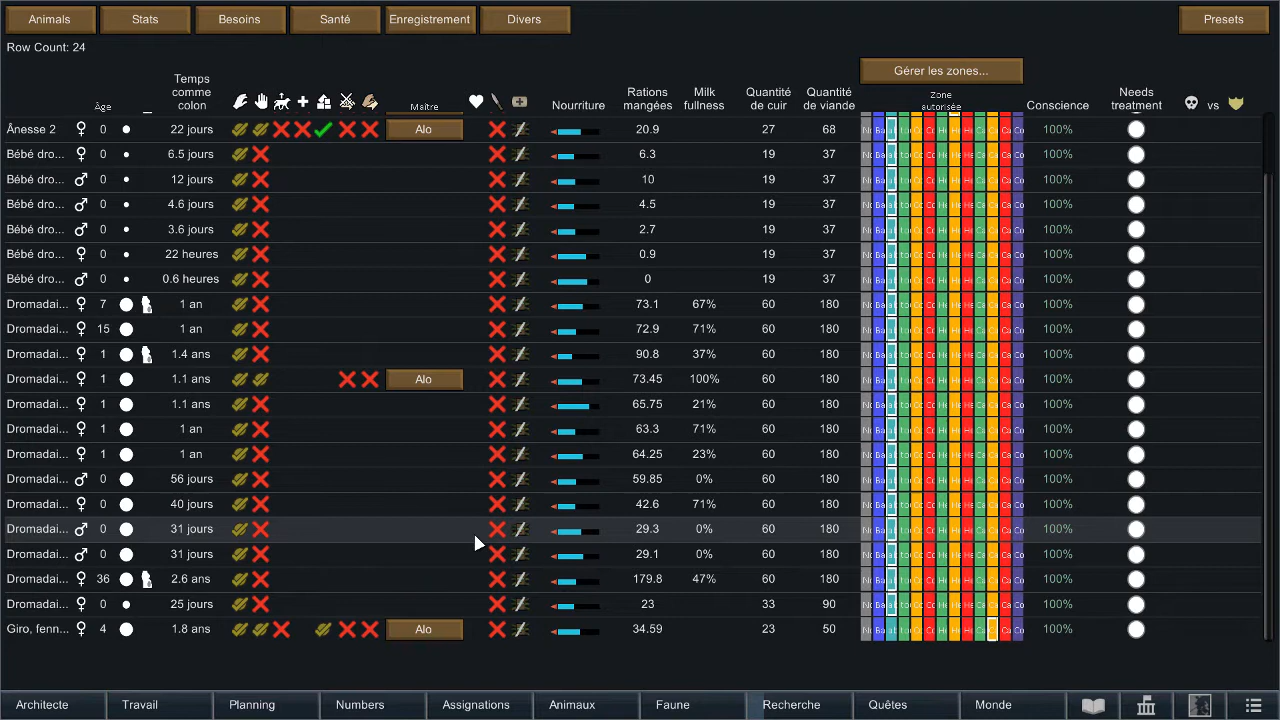 Animals Stats Besoins Santé Enregistrement Divers Presets
Row Count: 24
Gérer les zones...
Âge Temps comme colon Maître Nourriture Rations mangées Milk fullness Quantité de cuir Quantité de viande Zone autorisée Conscience Needs treatment vs
Ânesse 2 0 22 jours Alo 20.9 27 68 100%
Bébé dro... 0 6.5 jours 6.3 19 37 100%
Bébé dro... 0 12 jours 10 19 37 100%
Bébé dro... 0 4.6 jours 4.5 19 37 100%
Bébé dro... 0 3.6 jours 2.7 19 37 100%
Bébé dro... 0 22 heures 0.9 19 37 100%
Bébé dro... 0 0.6 heures 0 19 37 100%
Dromadai... 7 1 an 73.1 67% 60 180 100%
Dromadai... 15 1 an 72.9 71% 60 180 100%
Dromadai... 1 1.4 ans 90.8 37% 60 180 100%
Dromadai... 1 1.1 ans Alo 73.45 100% 60 180 100%
Dromadai... 1 1.1 ans 65.75 21% 60 180 100%
Dromadai... 1 1 an 63.3 71% 60 180 100%
Dromadai... 1 1 an 64.25 23% 60 180 100%
Dromadai... 0 56 jours 59.85 0% 60 180 100%
Dromadai... 0 40 jours 42.6 71% 60 180 100%
Dromadai... 0 31 jours 29.3 0% 60 180 100%
Dromadai... 0 31 jours 29.1 0% 60 180 100%
Dromadai... 36 2.6 ans 179.8 47% 60 180 100%
Dromadai... 0 25 jours 23 33 90 100%
Giro, fenn... 4 1.8 ans Alo 34.59 23 50 100%
Architecte Travail Planning Numbers Assignations Animaux Faune Recherche Quêtes Monde